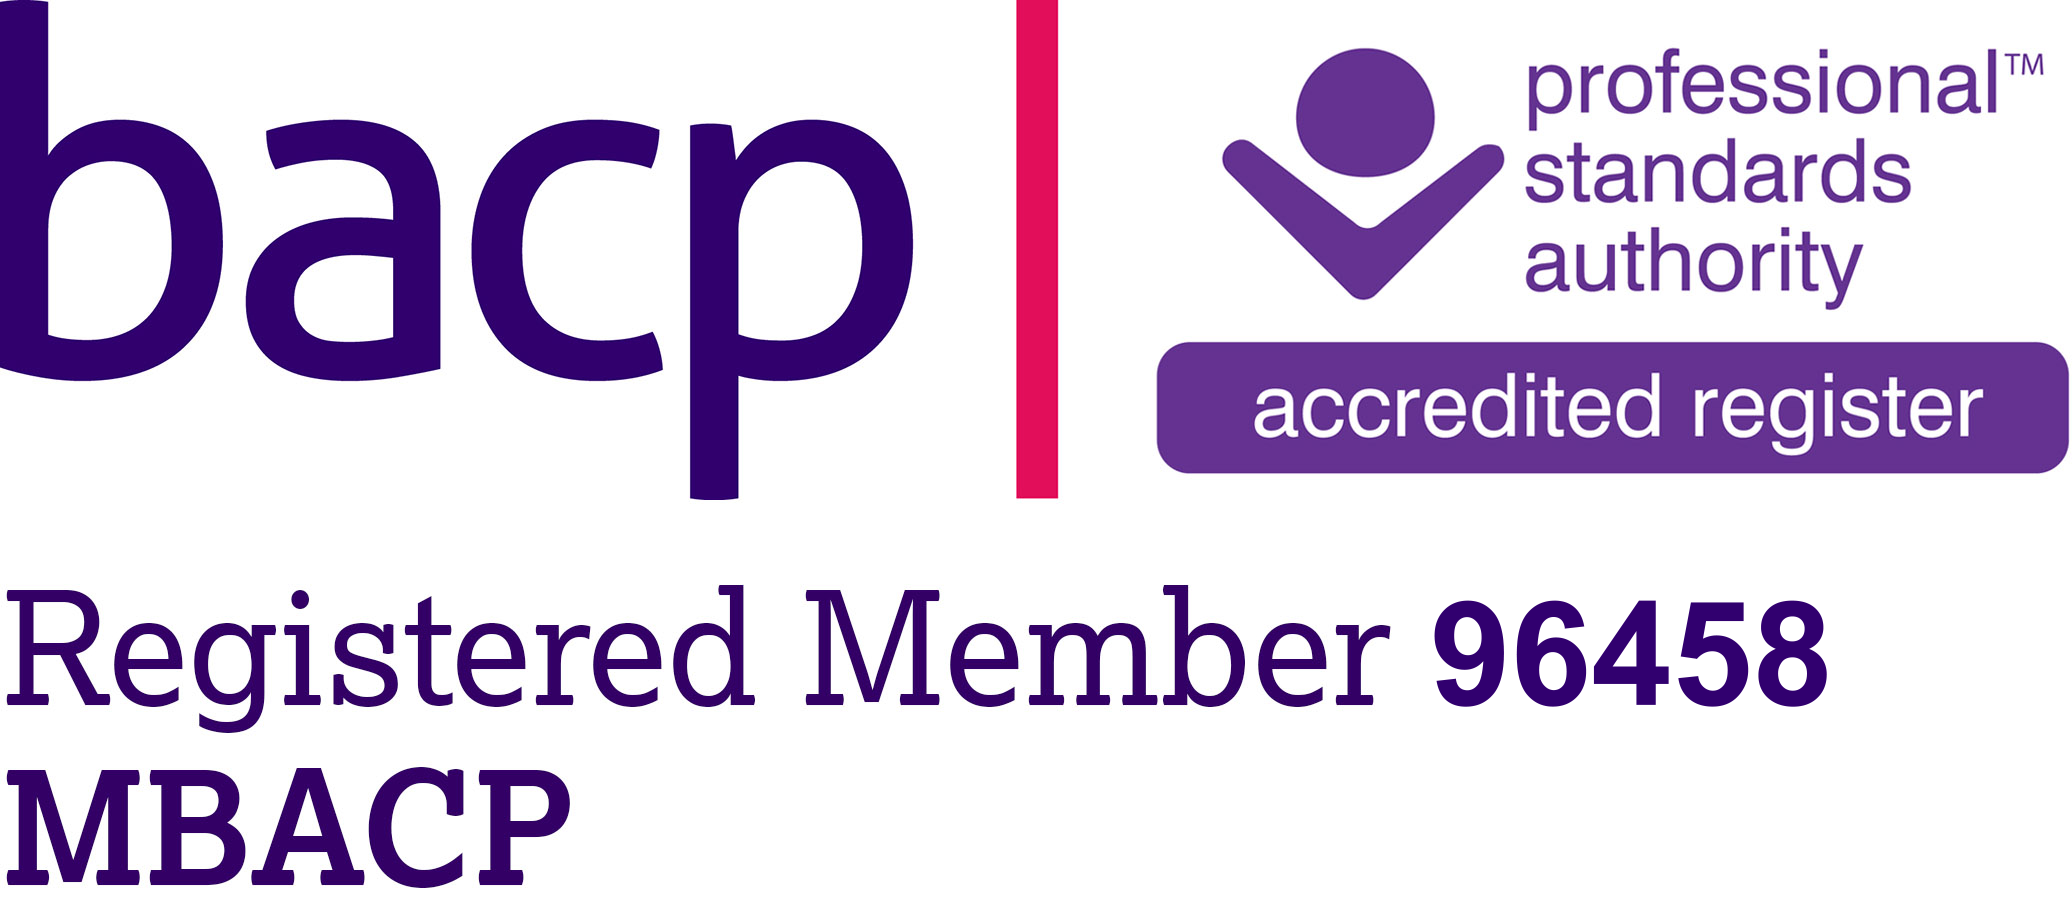 bacp
professional™
standards
authority
accredited register
Registered Member 96458
MBACP